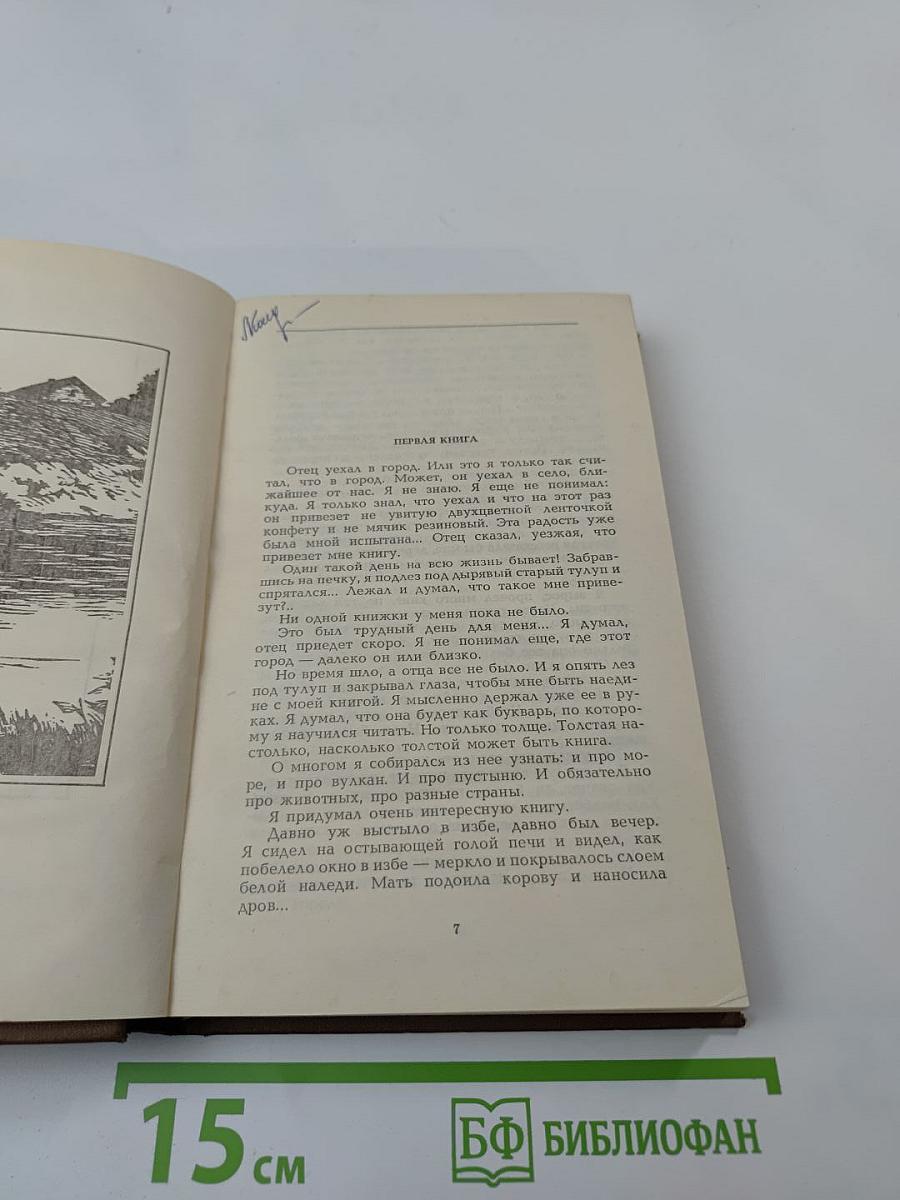 ПЕРВАЯ КНИГА
Отец уехал в город. Или это я только так счи-
тал, что в город. Может, он уехал в село, бли-
жайшее от нас. Я не знаю. Я еще не понимал:
куда. Я только знал, что уехал и что на этот раз
он привезет не увитую двухцветной ленточкой
конфету и не мячик резиновый. Эта радость уже
была мной испытана... Отец сказал, уезжая, что
привезет мне книгу.
Один такой день на всю жизнь бывает! Забрав-
шись на печку, я подлез под дырявый старый тулуп и
спрятался... Лежал и думал, что такое мне приве-
зут?..
Ни одной книжки у меня пока не было.
Это был трудный день для меня... Я думал,
отец приедет скоро. Я не понимал еще, где этот
город — далеко он или близко.
Но время шло, а отца все не было. И я опять лез
под тулуп и закрывал глаза, чтобы мне быть наеди-
не с моей книгой. Я мысленно держал уже ее в ру-
ках. Я думал, что она будет как букварь, по которо-
му я научился читать. Но только толще. Толстая на-
столько, насколько толстой может быть книга.
О многом я собирался из нее узнать: и про мо-
ре, и про вулкан. И про пустыню. И обязательно
про животных, про разные страны.
Я придумал очень интересную книгу.
Давно уж выстыло в избе, давно был вечер.
Я сидел на остывающей голой печи и видел, как
побелело окно в избе — меркло и покрывалось слоем
белой наледи. Мать подоила корову и наносила
дров...
7
15 см
БФ БИБЛИОФАН